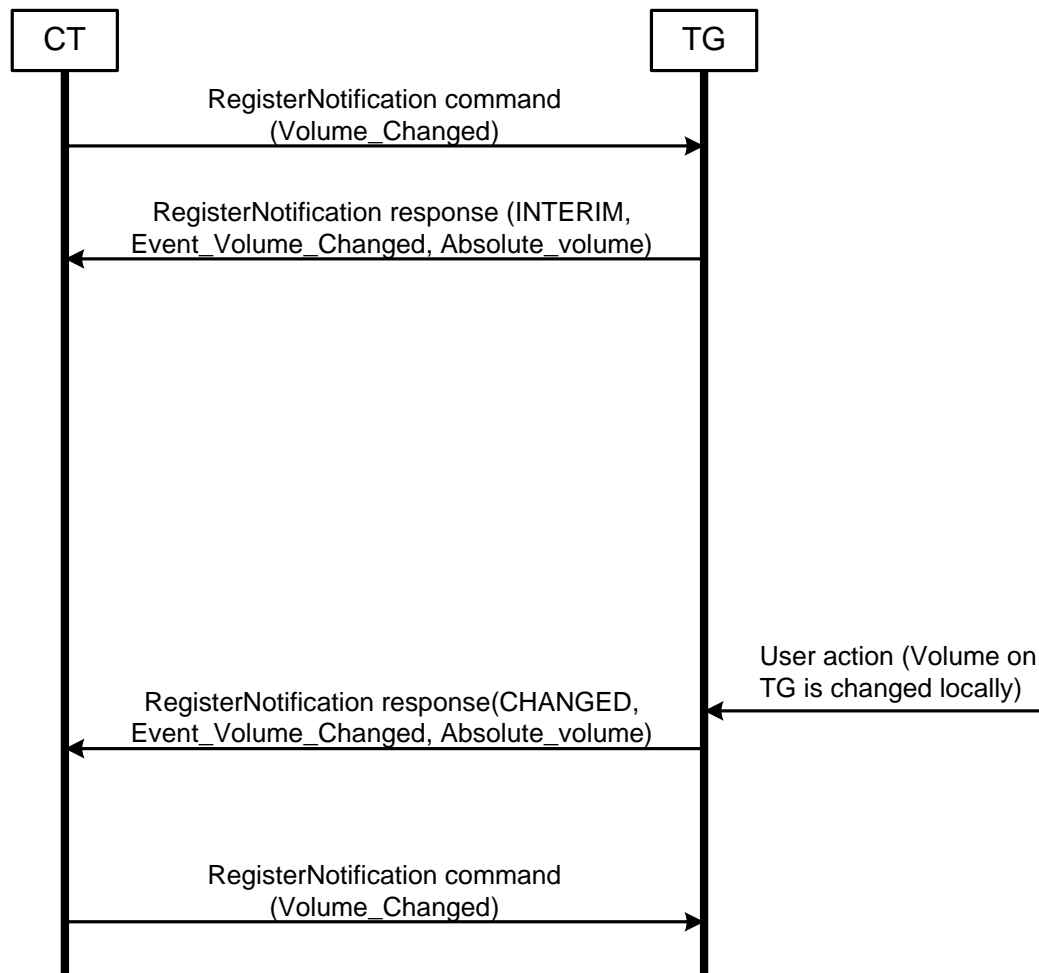 CT
TG
RegisterNotification command
(Volume_Changed)
RegisterNotification response (INTERIM,
Event_Volume_Changed, Absolute_volume)
User action (Volume on
TG is changed locally)
RegisterNotification response(CHANGED,
Event_Volume_Changed, Absolute_volume)
RegisterNotification command
(Volume_Changed)